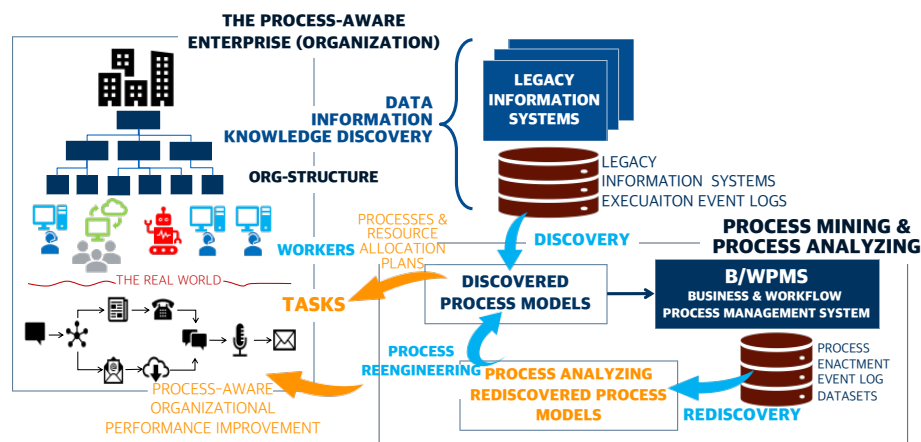 THE PROCESS-AWARE
ENTERPRISE (ORGANIZATION)
DATA
INFORMATION
KNOWLEDGE DISCOVERY
LEGACY
INFORMATION
SYSTEMS
ORG-STRUCTURE
LEGACY
INFORMATION SYSTEMS
EXECUAITON EVENT LOGS
WORKERS
PROCESSES &
RESOURCE
ALLOCATION
PLANS
DISCOVERY
PROCESS MINING &
PROCESS ANALYZING
THE REAL WORLD
TASKS
DISCOVERED
PROCESS MODELS
B/WPMS
BUSINESS & WORKFLOW
PROCESS MANAGEMENT SYSTEM
PROCESS
REENGINEERING
PROCESS ANALYZING
REDISCOVERED PROCESS
MODELS
PROCESS
ENACTMENT
EVENT LOG
DATASETS
REDISCOVERY
PROCESS-AWARE
ORGANIZATIONAL
PERFORMANCE IMPROVEMENT